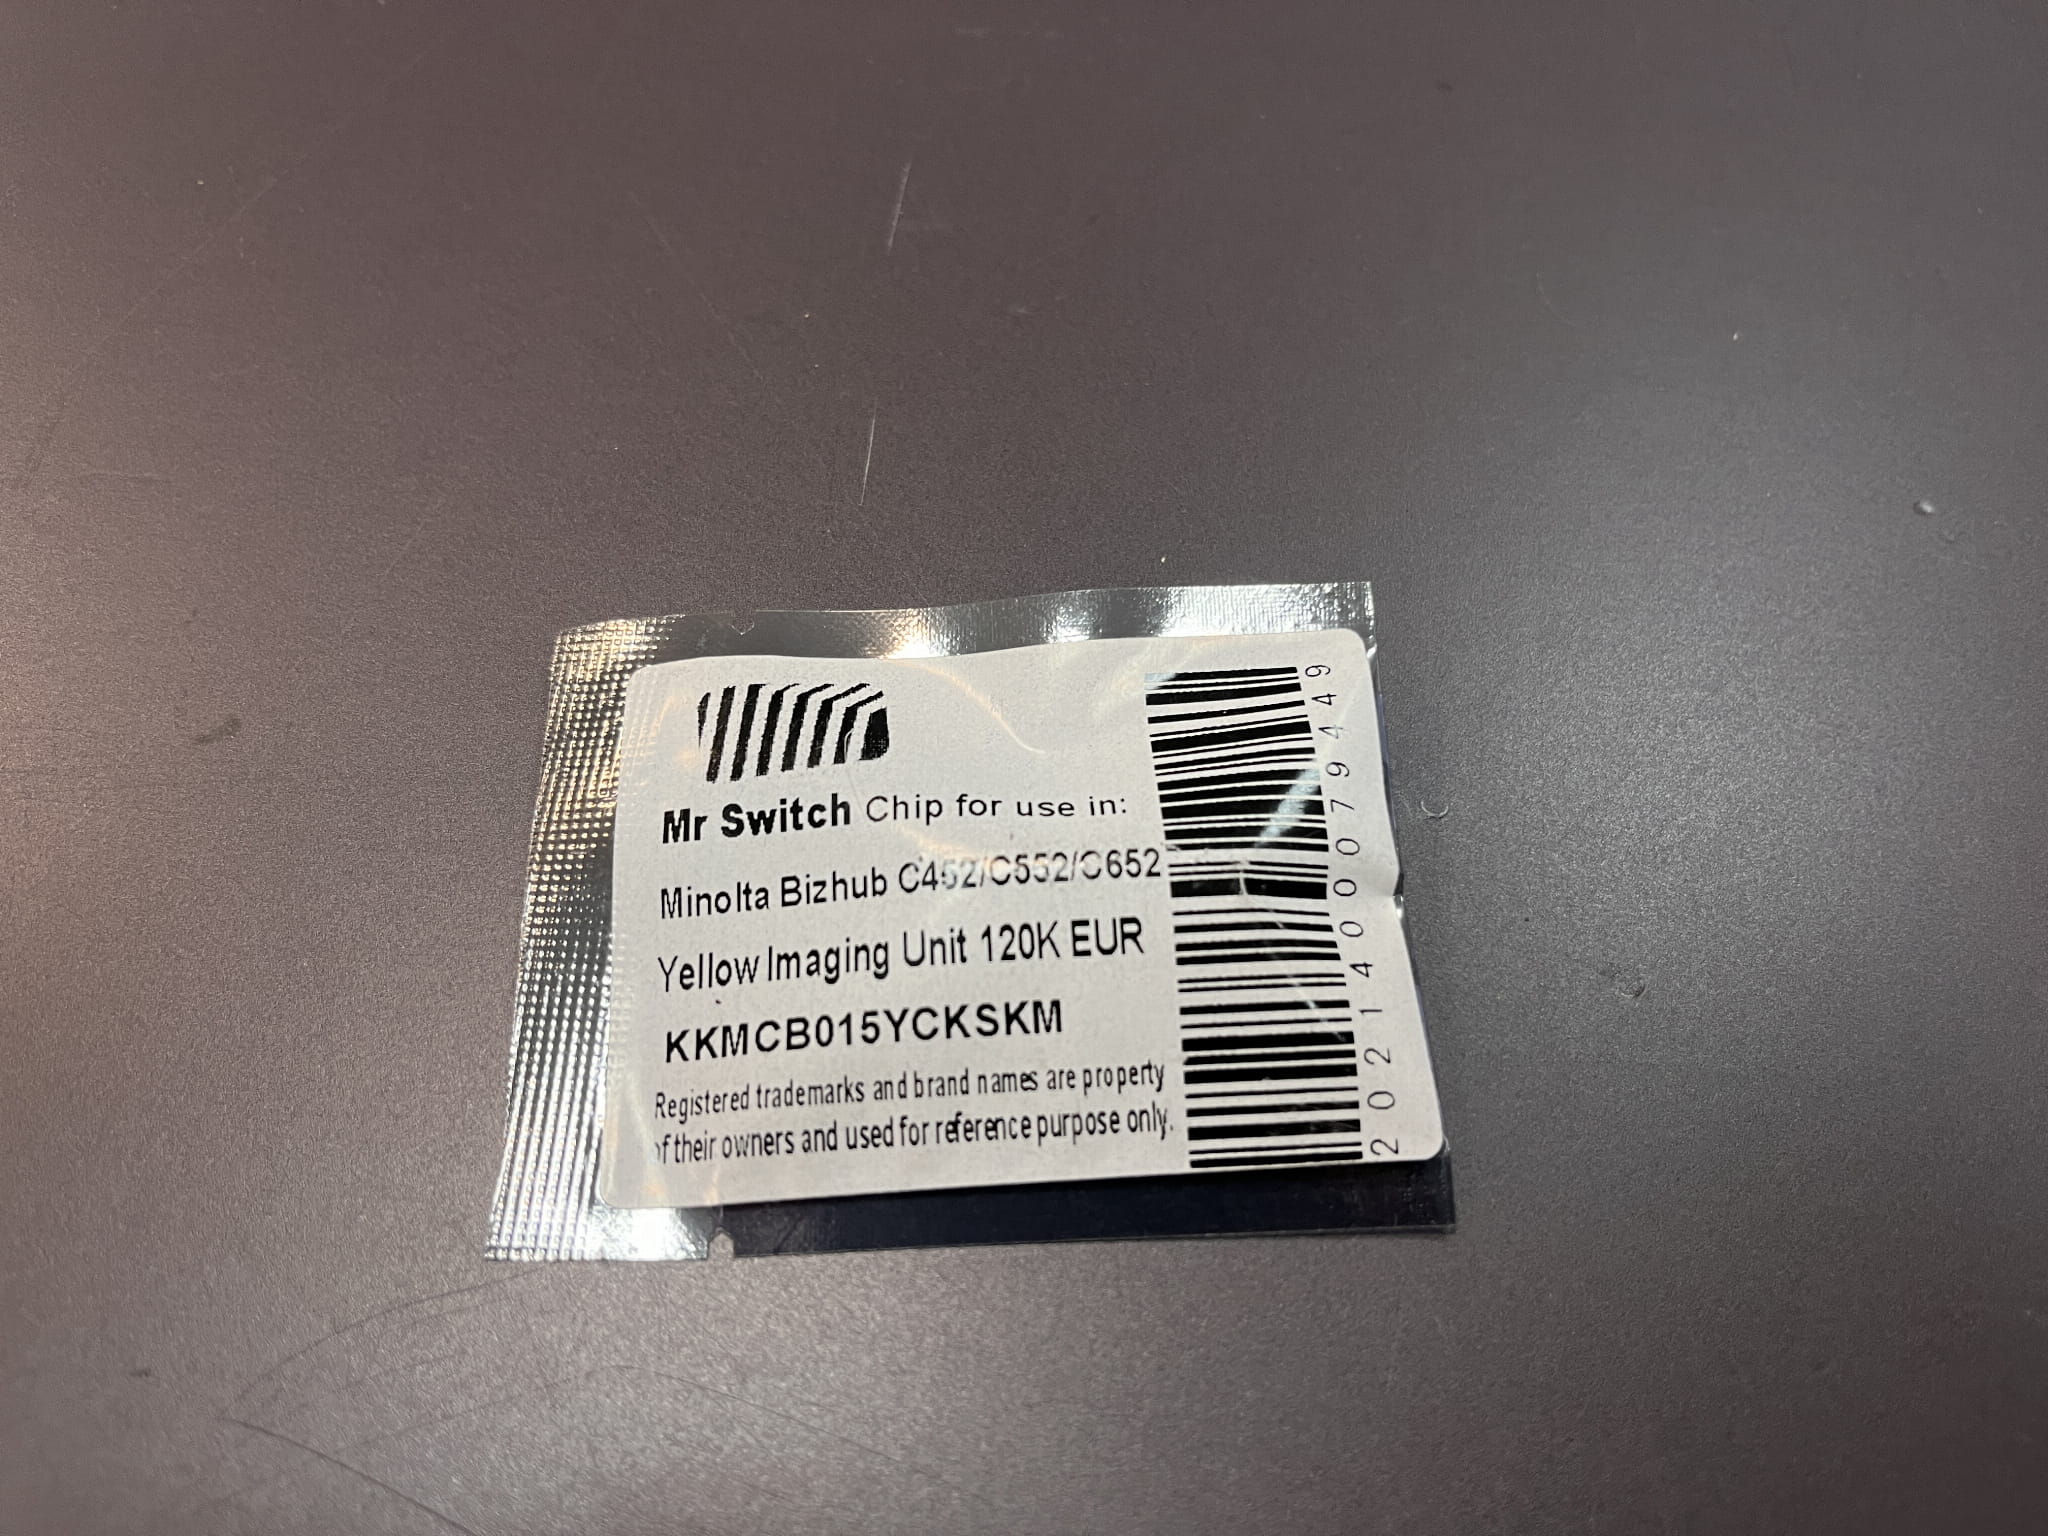 Mr Switch Chip for use in:
Minolta Bizhub C452/C552/C652
Yellow Imaging Unit 120K EUR
KKMCB015YCKSKM
Registered trademarks and brand names are property
of their owners and used for reference purpose only.
2021400079449